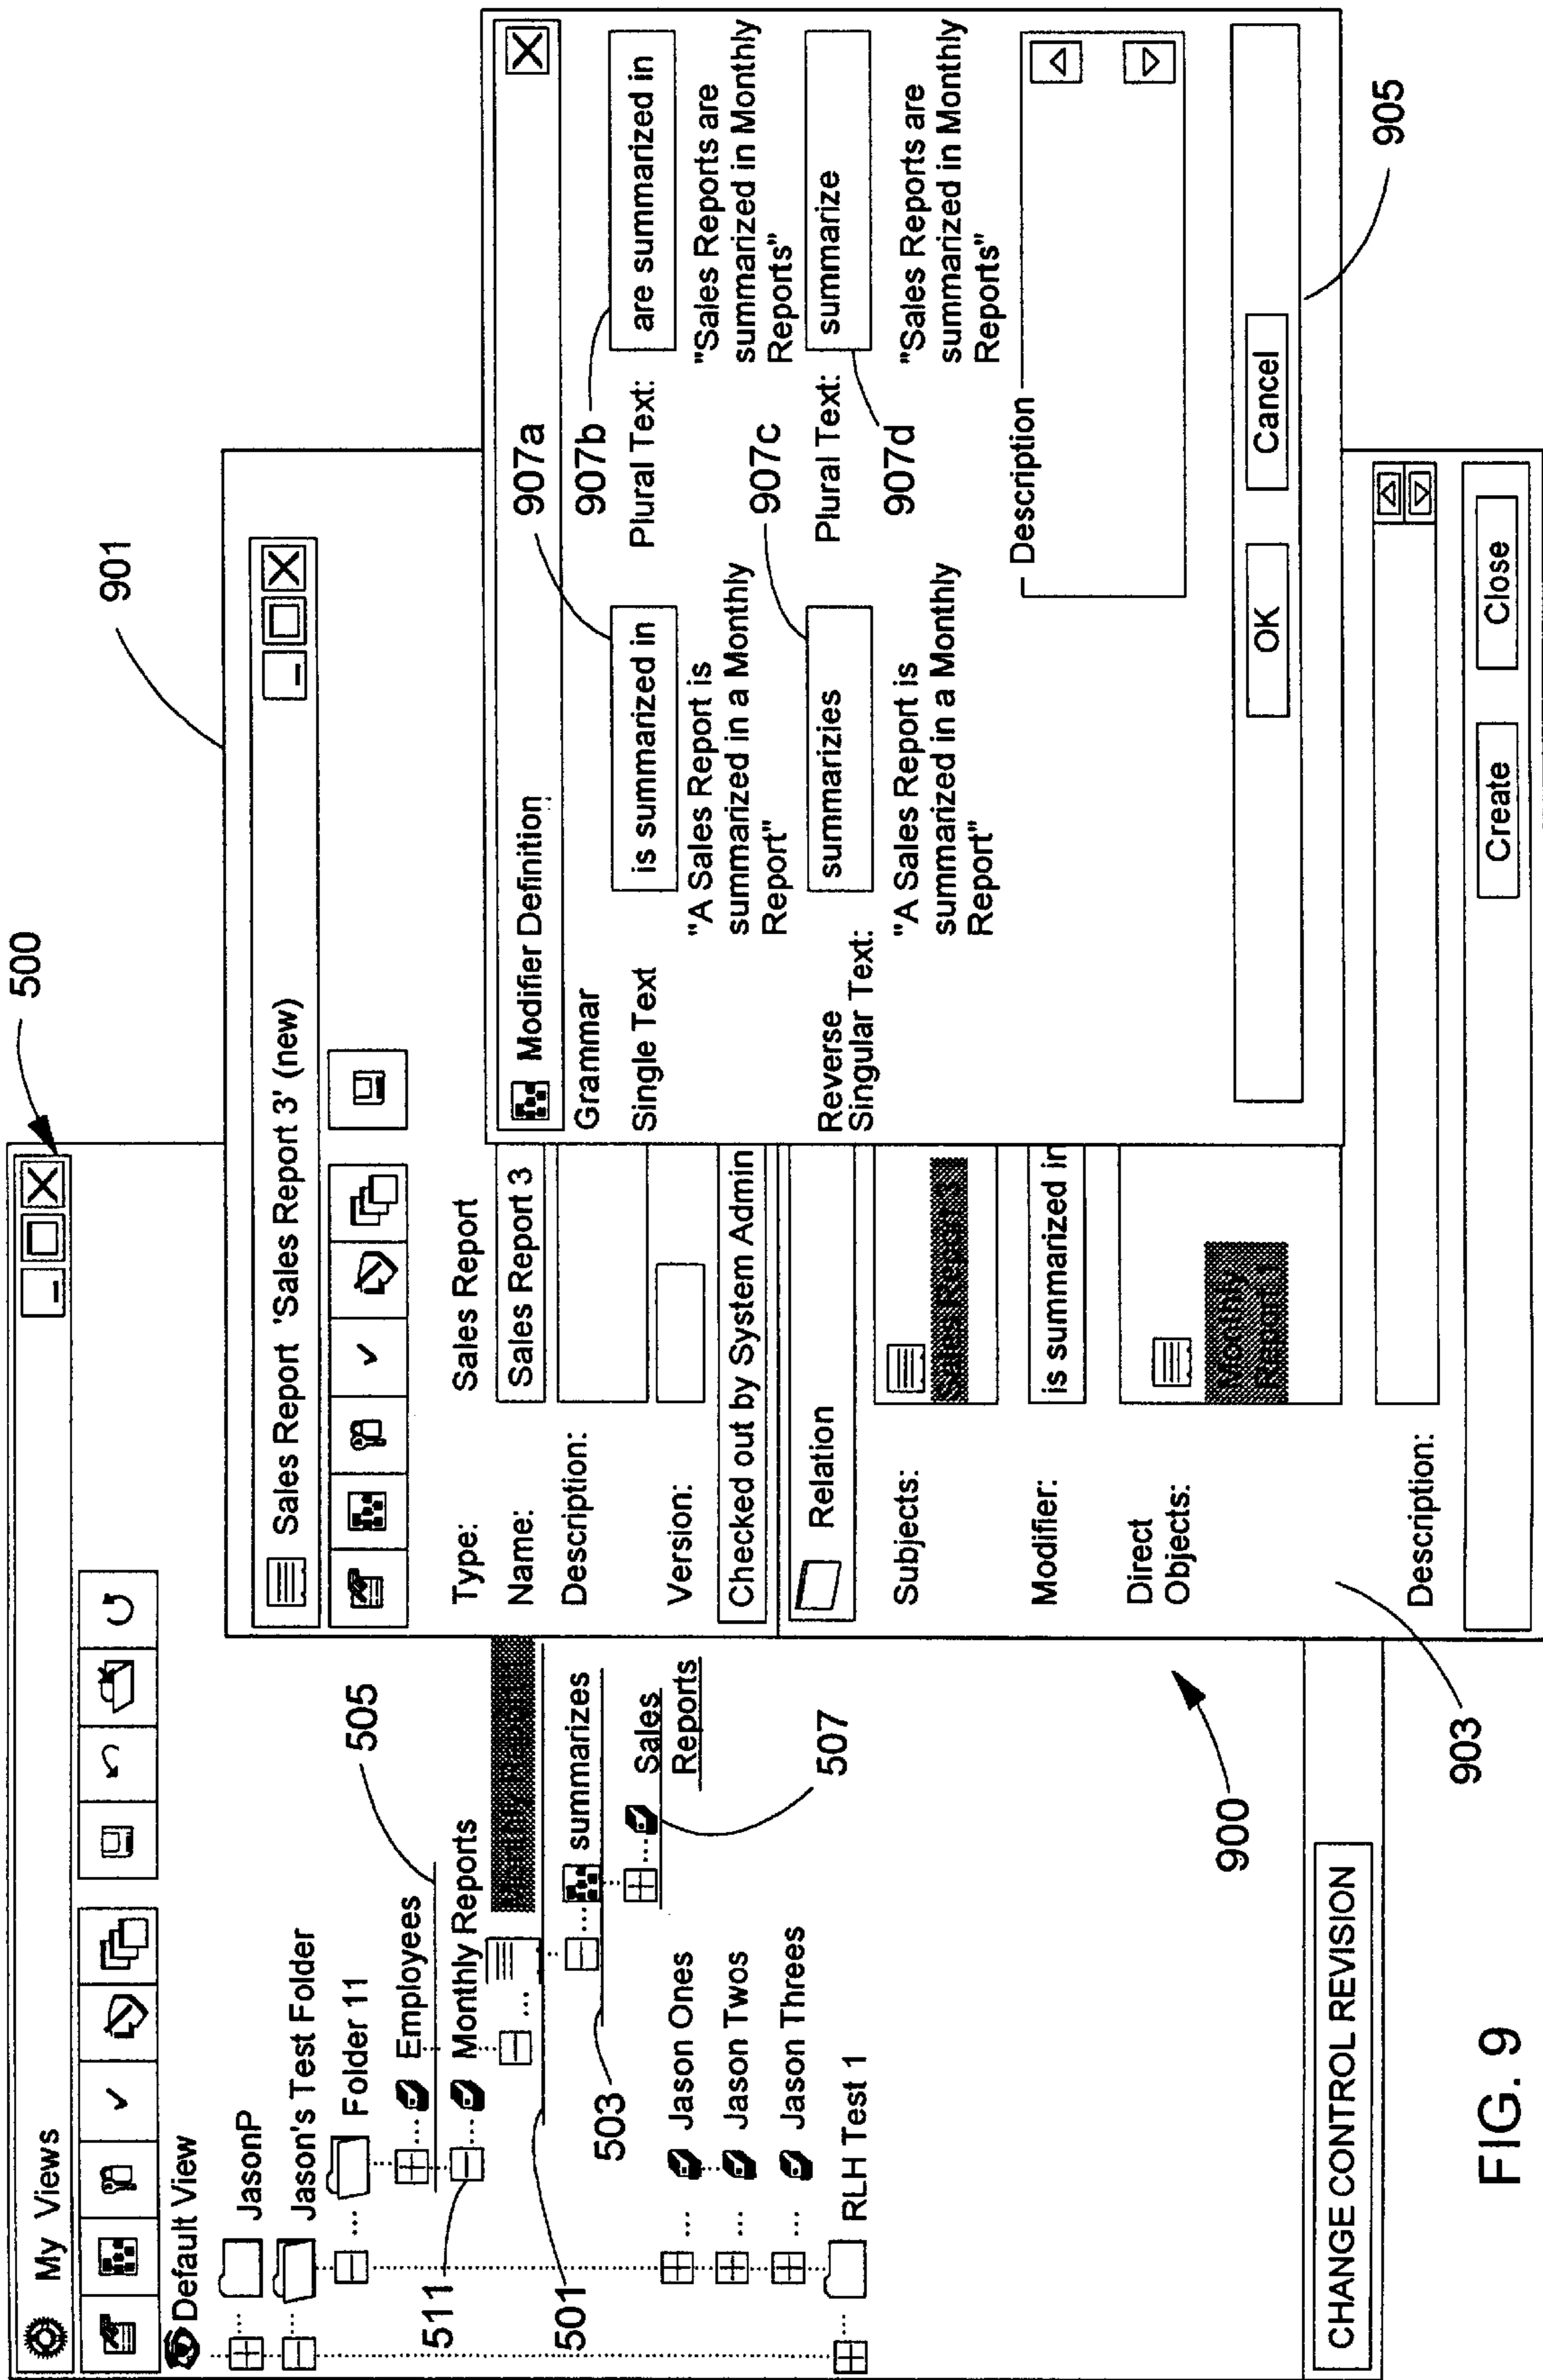 500
My Views
Default View
JasonP
Jason's Test Folder
Folder 11
Employees
505
Monthly Reports
511
501
summarizes
503
Sales
Reports
507
Jason Ones
Jason Twos
Jason Threes
RLH Test 1
900
CHANGE CONTROL REVISION
901
Sales Report 'Sales Report 3' (new)
Type:
Sales Report
Name:
Sales Report 3
Description:
Version:
Checked out by System Admin
Relation
Subjects:
Sales Report 3
Modifier:
is summarized in
Direct
Objects:
Monthly
Report 1
903
Description:
Create
Close
Modifier Definition
Grammar
Single Text
is summarized in
907a
"A Sales Report is
summarized in a Monthly
Report"
907b
Plural Text:
are summarized in
"Sales Reports are
summarized in Monthly
Reports"
Reverse
Singular Text:
summarizies
907c
"A Sales Report is
summarized in a Monthly
Report"
Plural Text:
summarize
907d
"Sales Reports are
summarized in Monthly
Reports"
Description
OK
Cancel
905
FIG. 9